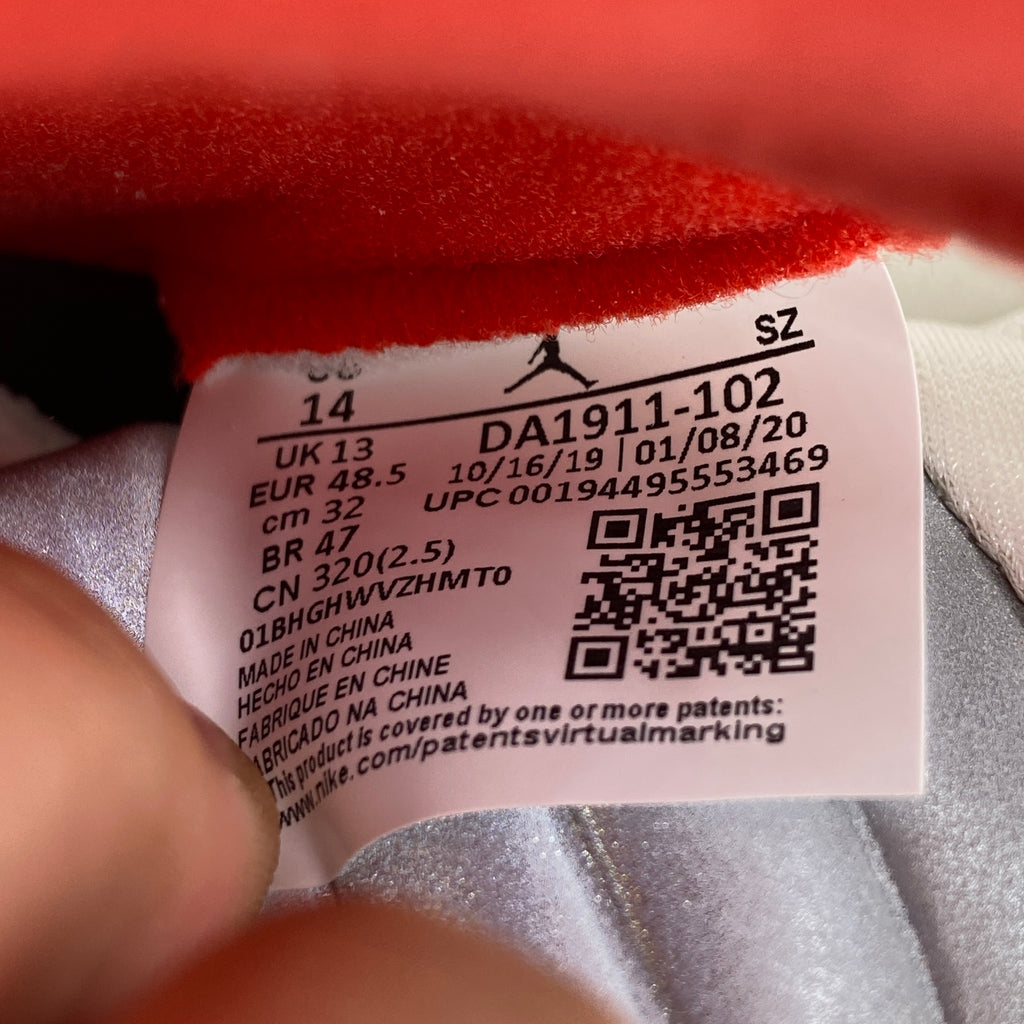 SZ
14
DA1911-102
UK 13
10/16/19 | 01/08/20
EUR 48.5
UPC 00194495553469
cm 32
BR 47
CN 320(2.5)
01BHGHWVZHMT0
MADE IN CHINA
HECHO EN CHINA
FABRIQUE EN CHINE
FABRICADO NA CHINA
This product is covered by one or more patents:
www.nike.com/patentsvirtualmarking